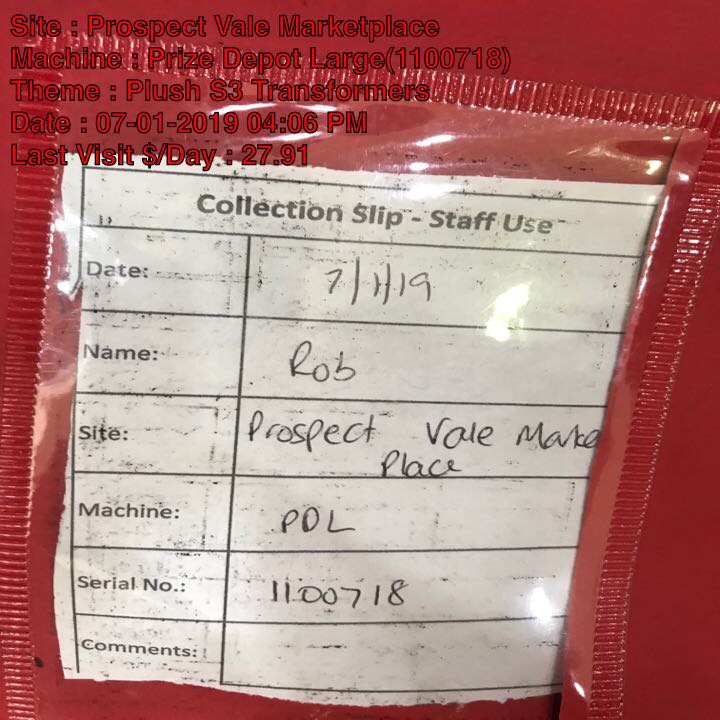 Site : Prospect Vale Marketplace
Machine : Prize Depot Large(1100718)
Theme : Plush S3 Transformers
Date : 07-01-2019 04:06 PM
Last Visit $/Day : 27.91
Collection Slip - Staff Use
Date: 7/1/19
Name: Rob
Site: Prospect Vale Marke
Place
Machine: PDL
Serial No.: 1100718
Comments: